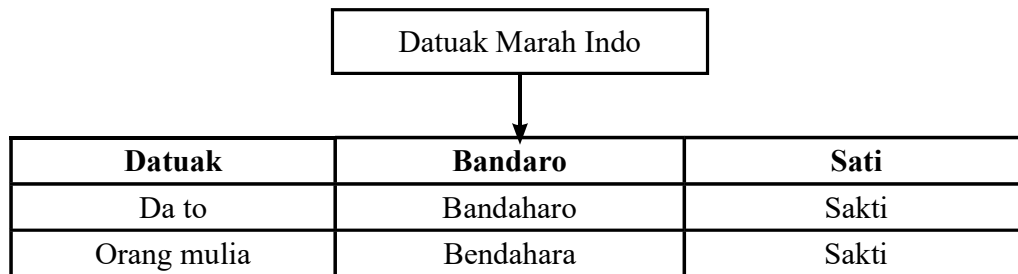 Datuak Marah Indo
Datuak Bandaro Sati
Da to Bandaharo Sakti
Orang mulia Bendahara Sakti